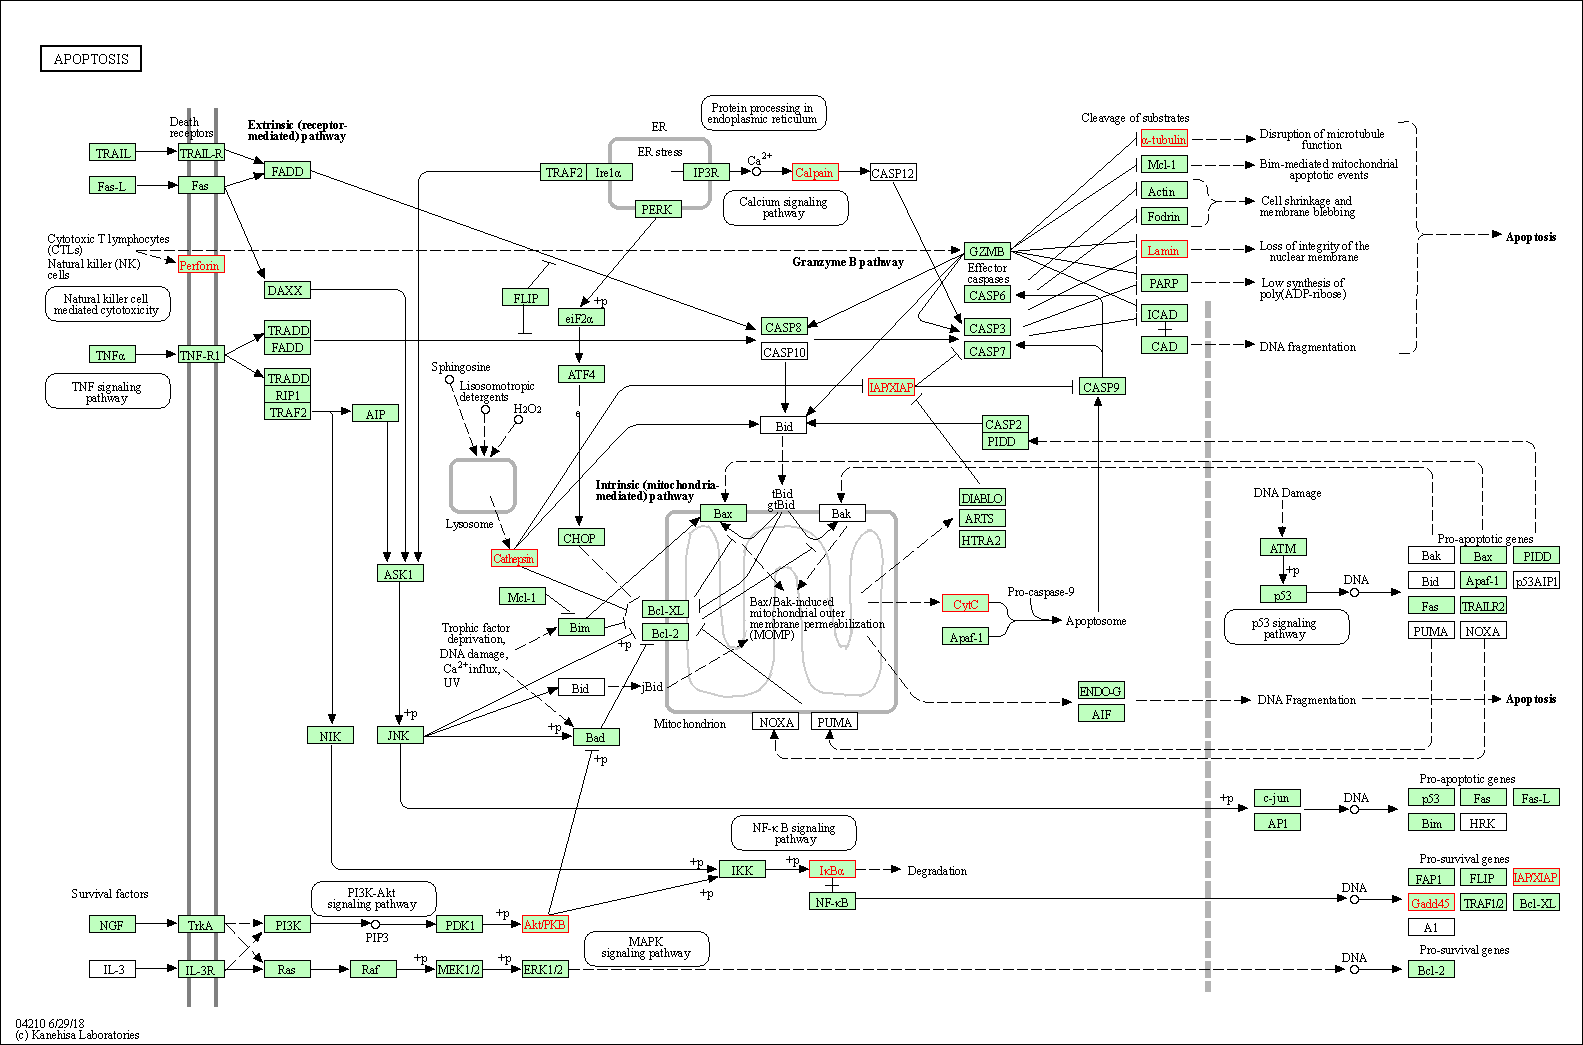 APOPTOSIS
Death
receptors
Extrinsic (receptor-
mediated) pathway
TRAIL
TRAIL-R
FADD
Fas-L
Fas
Cytotoxic T lymphocytes
(CTLs)
Natural killer (NK)
cells
Perforin
Natural killer cell
mediated cytotoxicity
DAXX
TNFα
TNF-R1
TRADD
FADD
TRADD
RIP1
TRAF2
AIP
TNF signaling
pathway
ER
ER stress
Protein processing in
endoplasmic reticulum
TRAF2
Ire1α
IP3R
PERK
Ca2+
Calpain
CASP12
Calcium signaling
pathway
Granzyme B pathway
GZMB
Effector
caspases
CASP6
CASP3
CASP7
FLIP
+p
eiF2α
CASP8
CASP10
ATF4
e
Sphingosine
Lisosomotropic
detergents
H2O2
Lysosome
Cathepsin
IAP/XIAP
CASP9
Bid
CASP2
PIDD
Cleavage of substrates
α-tubulin
Disruption of microtubule
function
Mcl-1
Bim-mediated mitochondrial
apoptotic events
Actin
Fodrin
Cell shrinkage and
membrane blebbing
Lamin
Loss of integrity of the
nuclear membrane
PARP
Low synthesis of
poly(ADP-ribose)
ICAD
CAD
DNA fragmentation
Apoptosis
Intrinsic (mitochondria-
mediated) pathway
tBid
gtBid
Bax
Bak
DIABLO
ARTS
HTRA2
CHOP
ASK1
Mcl-1
Bim
Bcl-XL
Bcl-2
+p
Bax/Bak-induced
mitochondrial outer
membrane permeabilization
(MOMP)
CytC
Apaf-1
Pro-caspase-9
Apoptosome
Trophic factor
deprivation,
DNA damage,
Ca2+ influx,
UV
Bid
jBid
Mitochondrion
NOXA
PUMA
ENDO-G
AIF
DNA Fragmentation
Apoptosis
DNA Damage
ATM
+p
p53
DNA
p53 signaling
pathway
Pro-apoptotic genes
Bak
Bax
PIDD
Bid
Apaf-1
p53AIP1
Fas
TRAILR2
PUMA
NOXA
NIK
+p
JNK
+p
Bad
+p
+p
c-jun
AP1
DNA
Pro-apoptotic genes
p53
Fas
Fas-L
Bim
HRK
NF-κB signaling
pathway
+p
IKK
+p
IκBα
Degradation
+p
NF-κB
DNA
Pro-survival genes
FAP1
FLIP
IAP/XIAP
Gadd45
TRAF1/2
Bcl-XL
A1
Survival factors
PI3K-Akt
signaling pathway
NGF
TrkA
PI3K
PIP3
PDK1
+p
Akt/PKB
MAPK
signaling pathway
IL-3
IL-3R
Ras
Raf
+p
MEK1/2
+p
ERK1/2
DNA
Pro-survival genes
Bcl-2
04210 6/29/18
(c) Kanehisa Laboratories